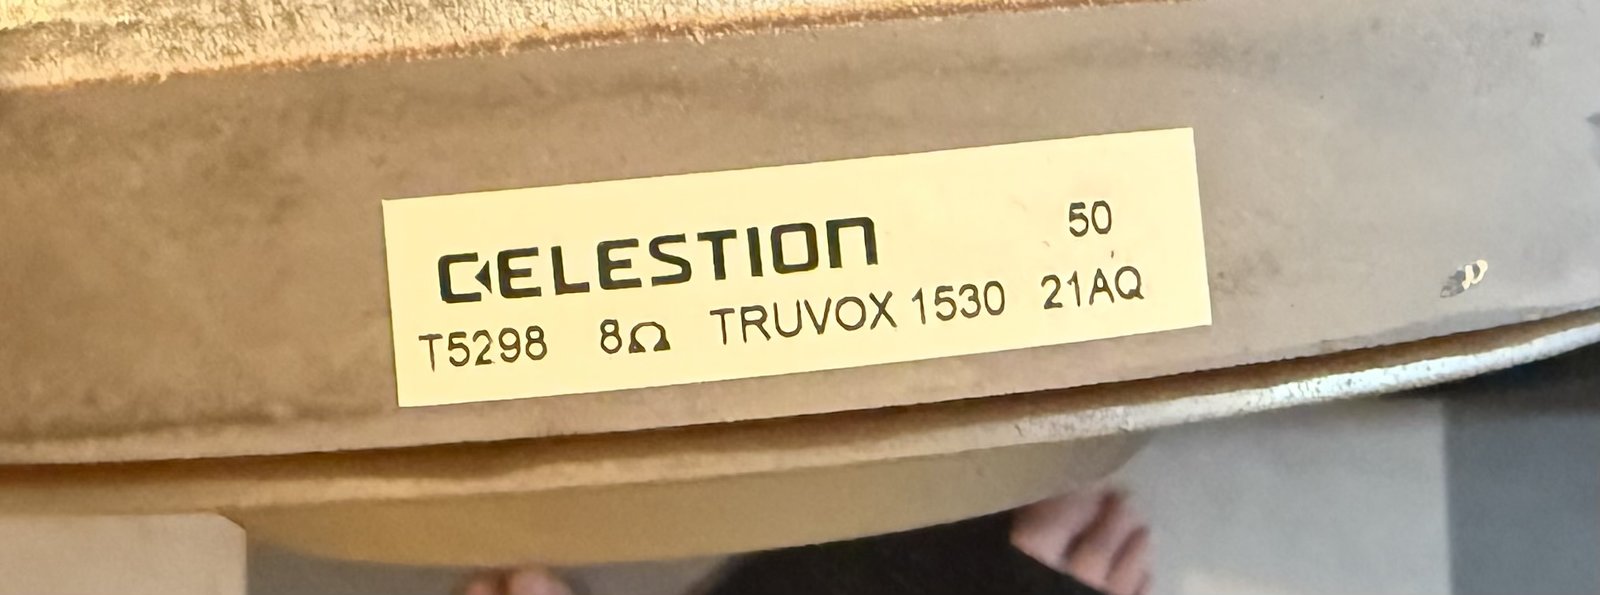 CELESTION 50
T5298 8Ω TRUVOX 1530 21AQ